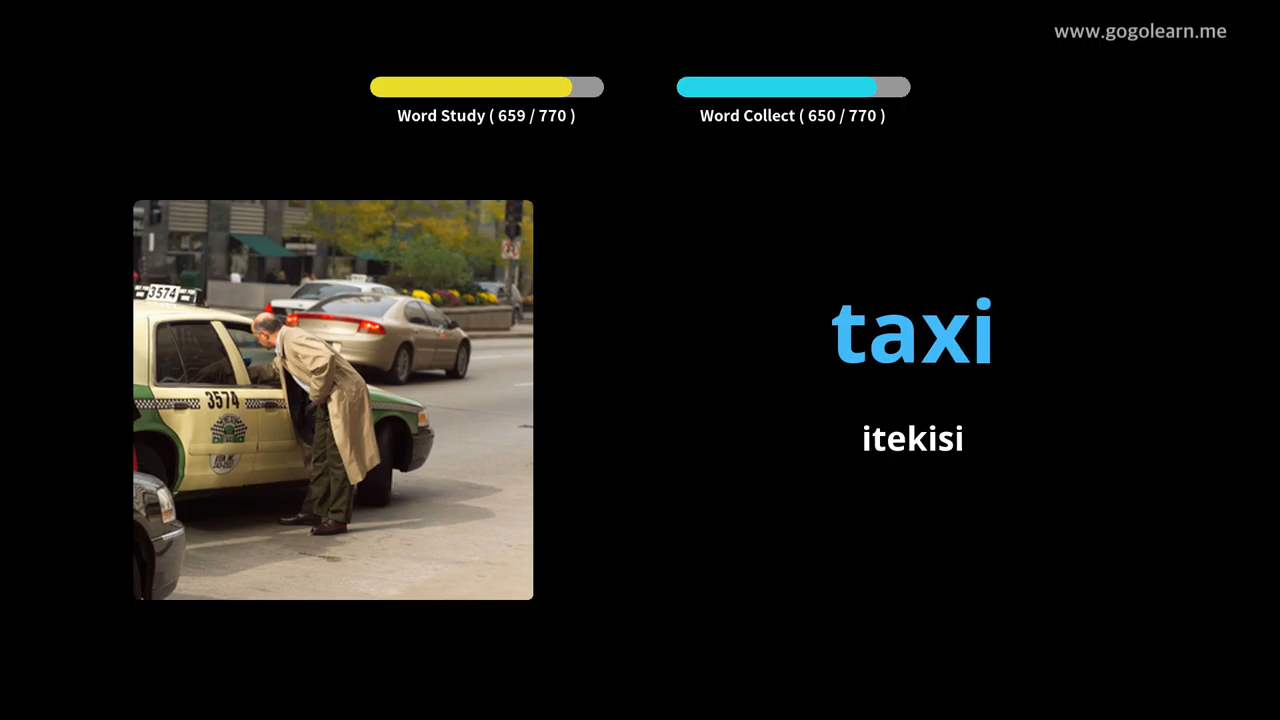 www.gogolearn.me
Word Study ( 659 / 770 )
Word Collect ( 650 / 770 )
3574
3574
taxi
itekisi